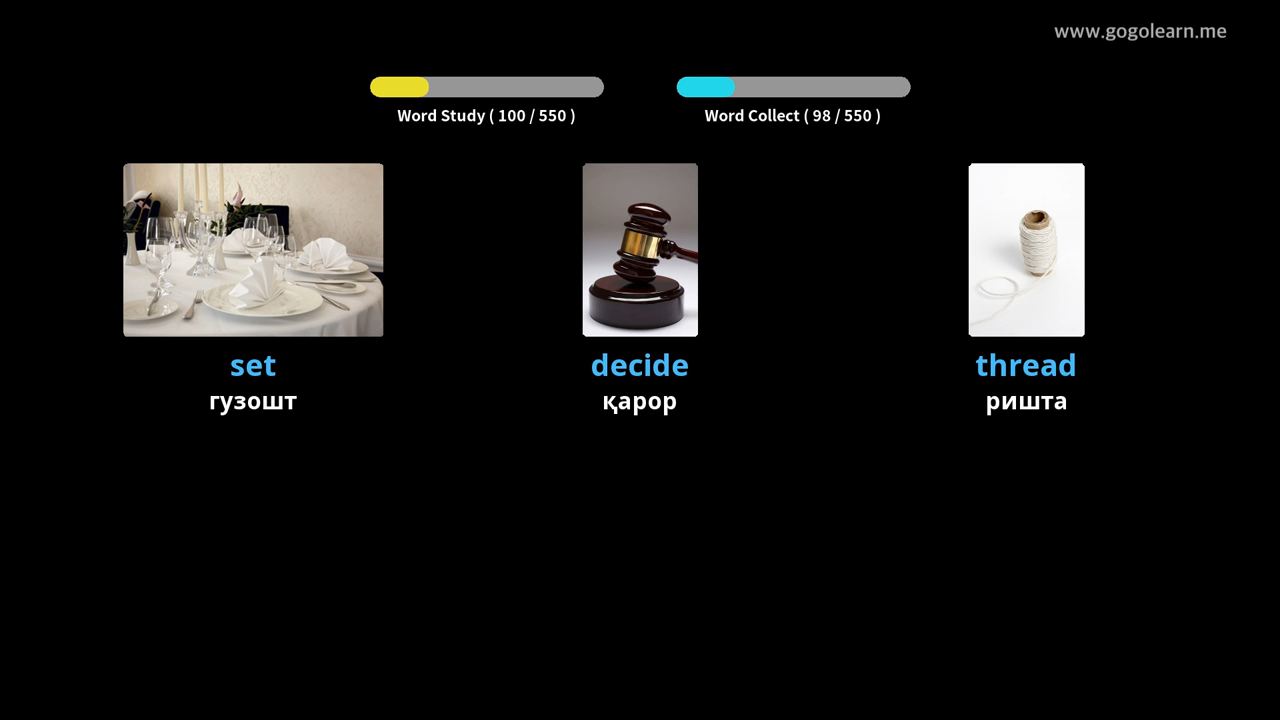 www.gogolearn.me
Word Study ( 100 / 550 )
Word Collect ( 98 / 550 )
set
гузошт
decide
қарор
thread
ришта